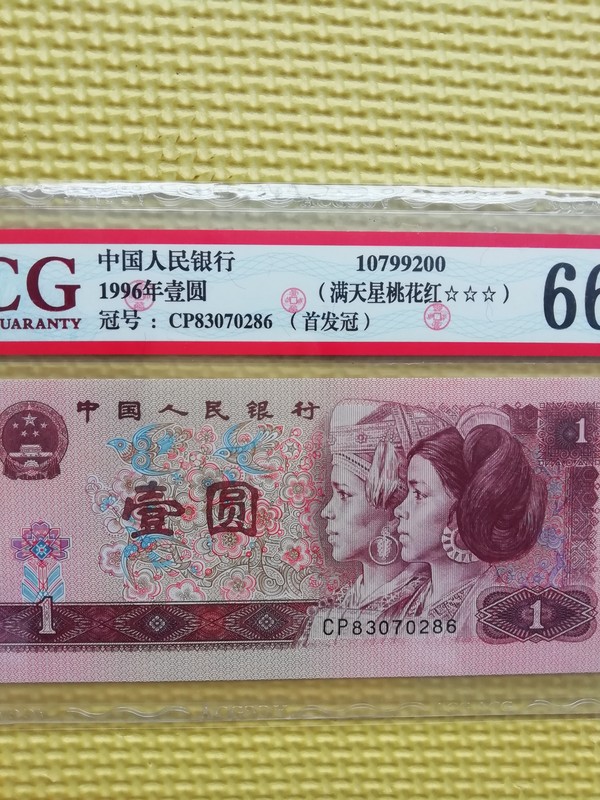 CG
GUARANTY
中国人民银行
10799200
1996年壹圆
(满天星桃花红☆☆☆)
冠号：CP83070286 (首发冠)
66
中国人民银行
1
壹圆
1
CP83070286
1